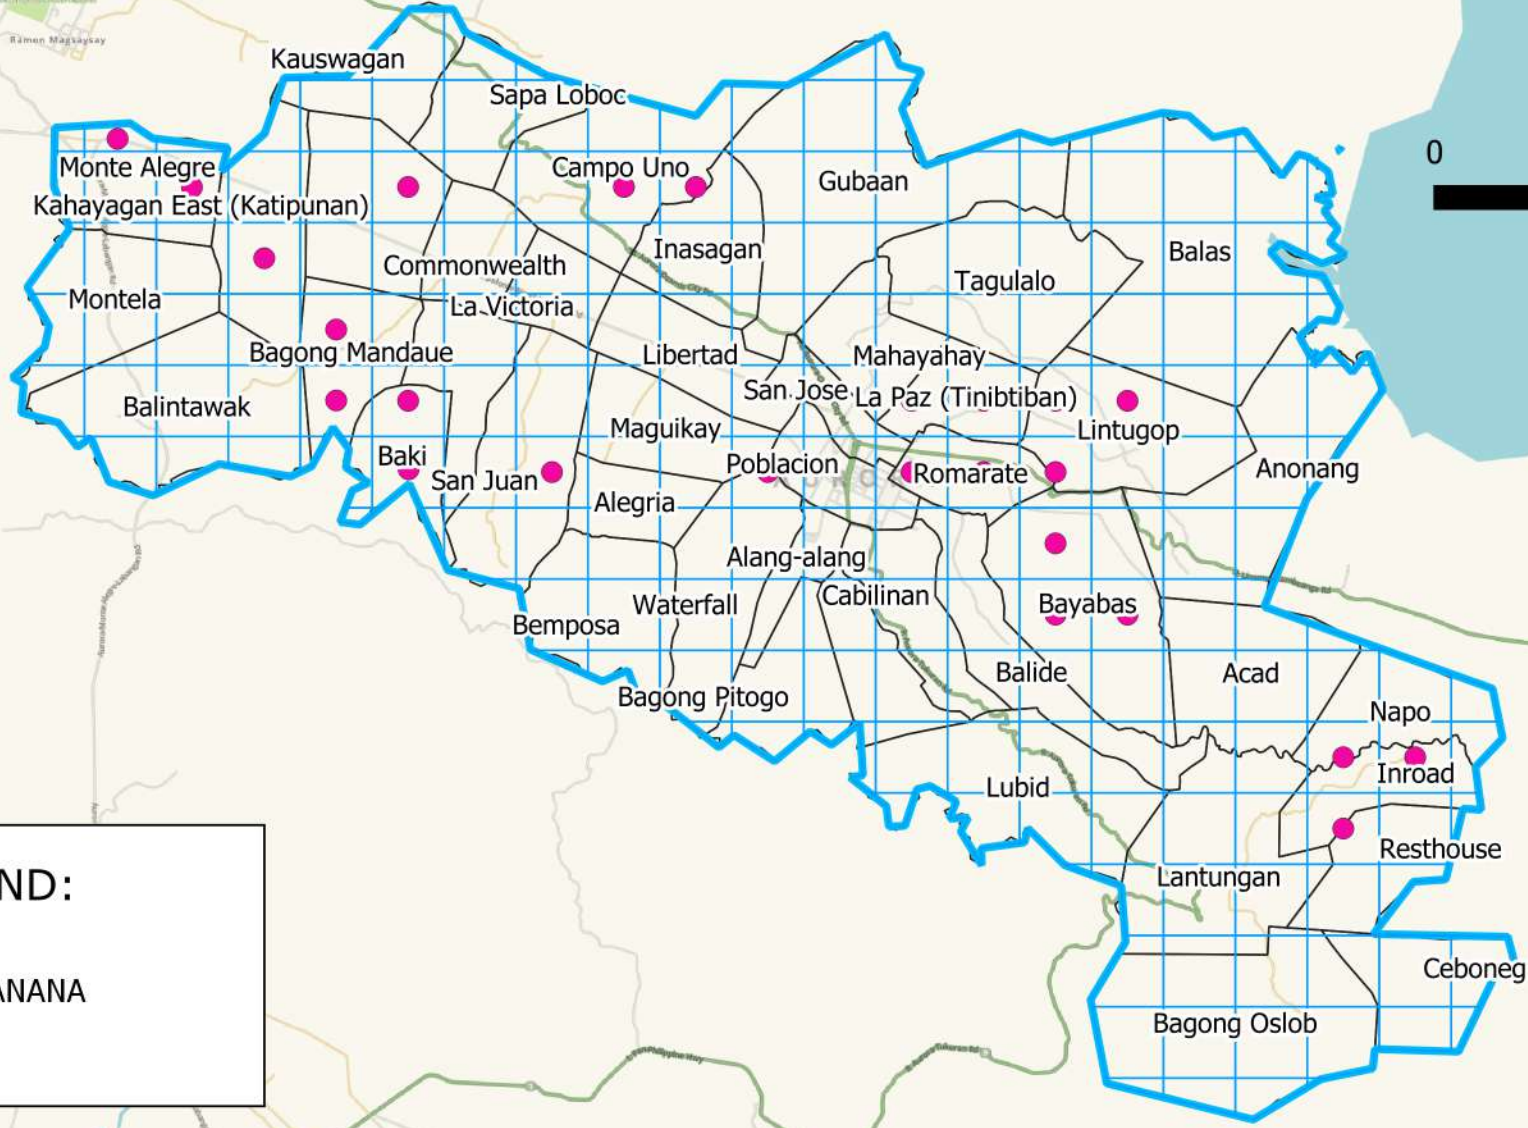 Ramon Magsaysay
Kauswagan
Sapa Loboc
0
Monte Alegre
Campo Uno
Gubaan
Kahayagan East (Katipunan)
Inasagan
Balas
Commonwealth
Tagulalo
Montela
La Victoria
Bagong Mandaue
Libertad
Mahayahay
San Jose
La Paz (Tinibtiban)
Balintawak
Maguikay
Lintugop
Baki
Poblacion
Romarate
Anonang
San Juan
Alegria
Alang-alang
Cabilinan
Waterfall
Bayabas
Bemposa
Balide
Acad
Bagong Pitogo
Napo
Inroad
Lubid
Resthouse
Lantungan
ND:
Ceboneg
ANANA
Bagong Oslob